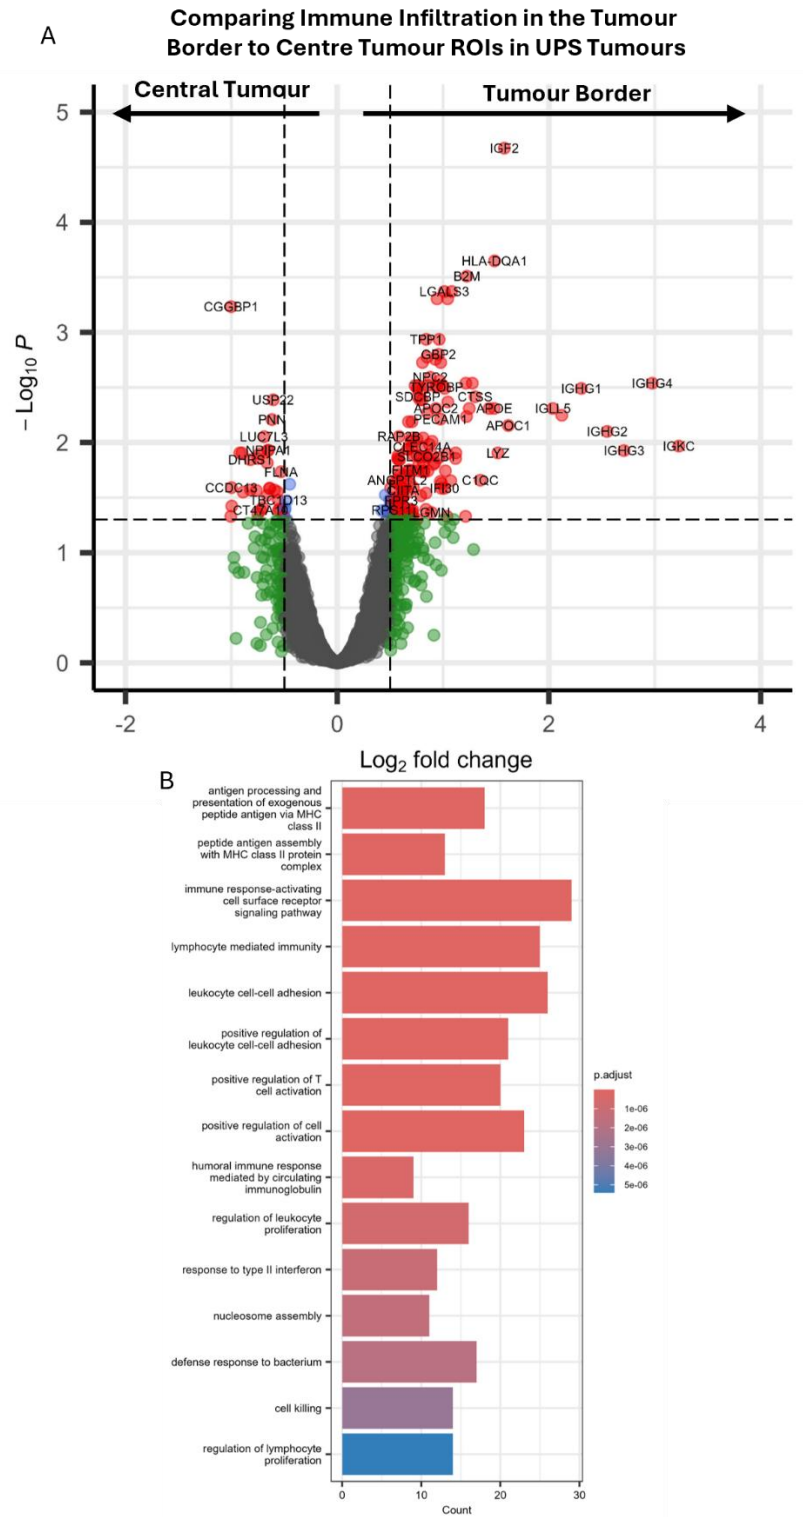 Comparing Immune Infiltration in the Tumour
Border to Centre Tumour ROIs in UPS Tumours
A
Central Tumour
Tumour Border
5
4
3
2
1
0
– Log10 P
IGF2
HLA-DQA1
B2M
LGALS3
CGGBP1
TPP1
GBP2
NPC2
TYROBP
IGHG1
IGHG4
USP22
SDCBP
CTSS
APOC2
APOE
IGLL5
PNN
PECAM1
APOC1
IGHG2
LUC7L3
RAP2B
NPIPA1
CLEC14A
LYZ
IGHG3
IGKC
DHRS1
SLCO2B1
FLNA
FITM1
ANGPTL2
C1QC
CCDC13
CIITA
IFI30
TBC1D13
FPR3
CT47A10
RPS11
LGMN
-2
0
2
4
Log2 fold change
B
antigen processing and
presentation of exogenous
peptide antigen via MHC
class II
peptide antigen assembly
with MHC class II protein
complex
immune response-activating
cell surface receptor
signaling pathway
lymphocyte mediated immunity
leukocyte cell-cell adhesion
positive regulation of
leukocyte cell-cell adhesion
positive regulation of T
cell activation
positive regulation of cell
activation
humoral immune response
mediated by circulating
immunoglobulin
regulation of leukocyte
proliferation
response to type II interferon
nucleosome assembly
defense response to bacterium
cell killing
regulation of lymphocyte
proliferation
0
10
20
30
Count
p.adjust
1e-06
2e-06
3e-06
4e-06
5e-06